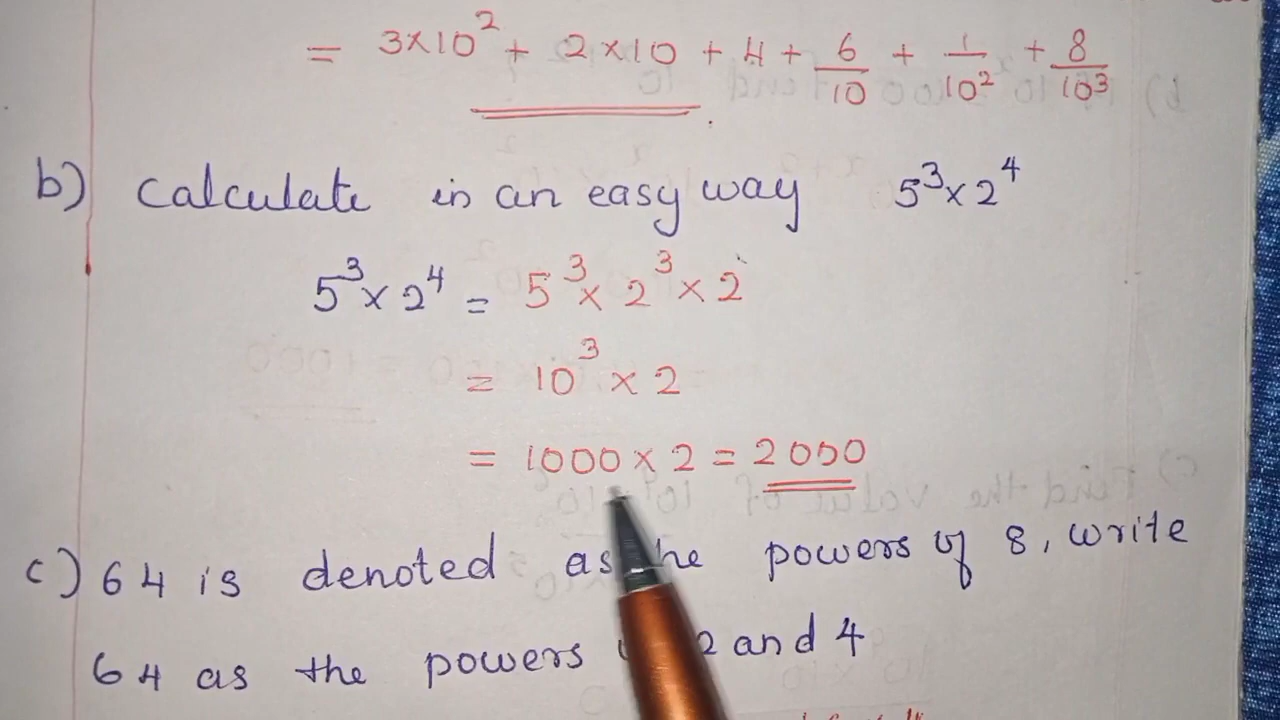 = 3×10² + 2×10 + 4 + 6/10 + 1/10² + 8/10³
b) Calculate in an easy way 5³×2⁴
5³×2⁴ = 5³× 2³ × 2
= 10³ × 2
= 1000 × 2 = 2000
c) 64 is denoted as the powers of 8, write
64 as the powers 2 and 4